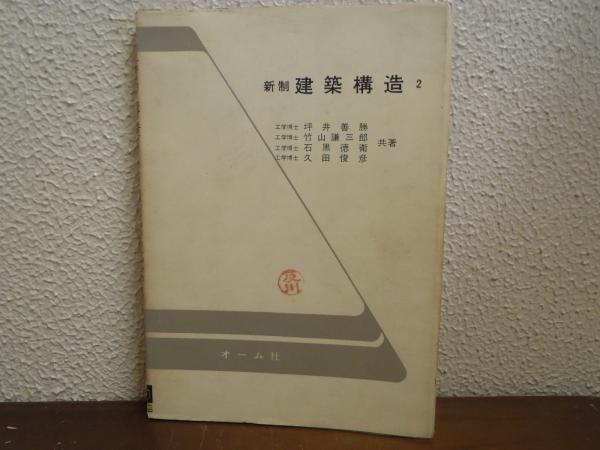 新制 建築構造 2
工学博士 坪井善勝
工学博士 竹山謙三郎
工学博士 石黒徳衛
工学博士 久田俊彦
共著
及川
オーム社